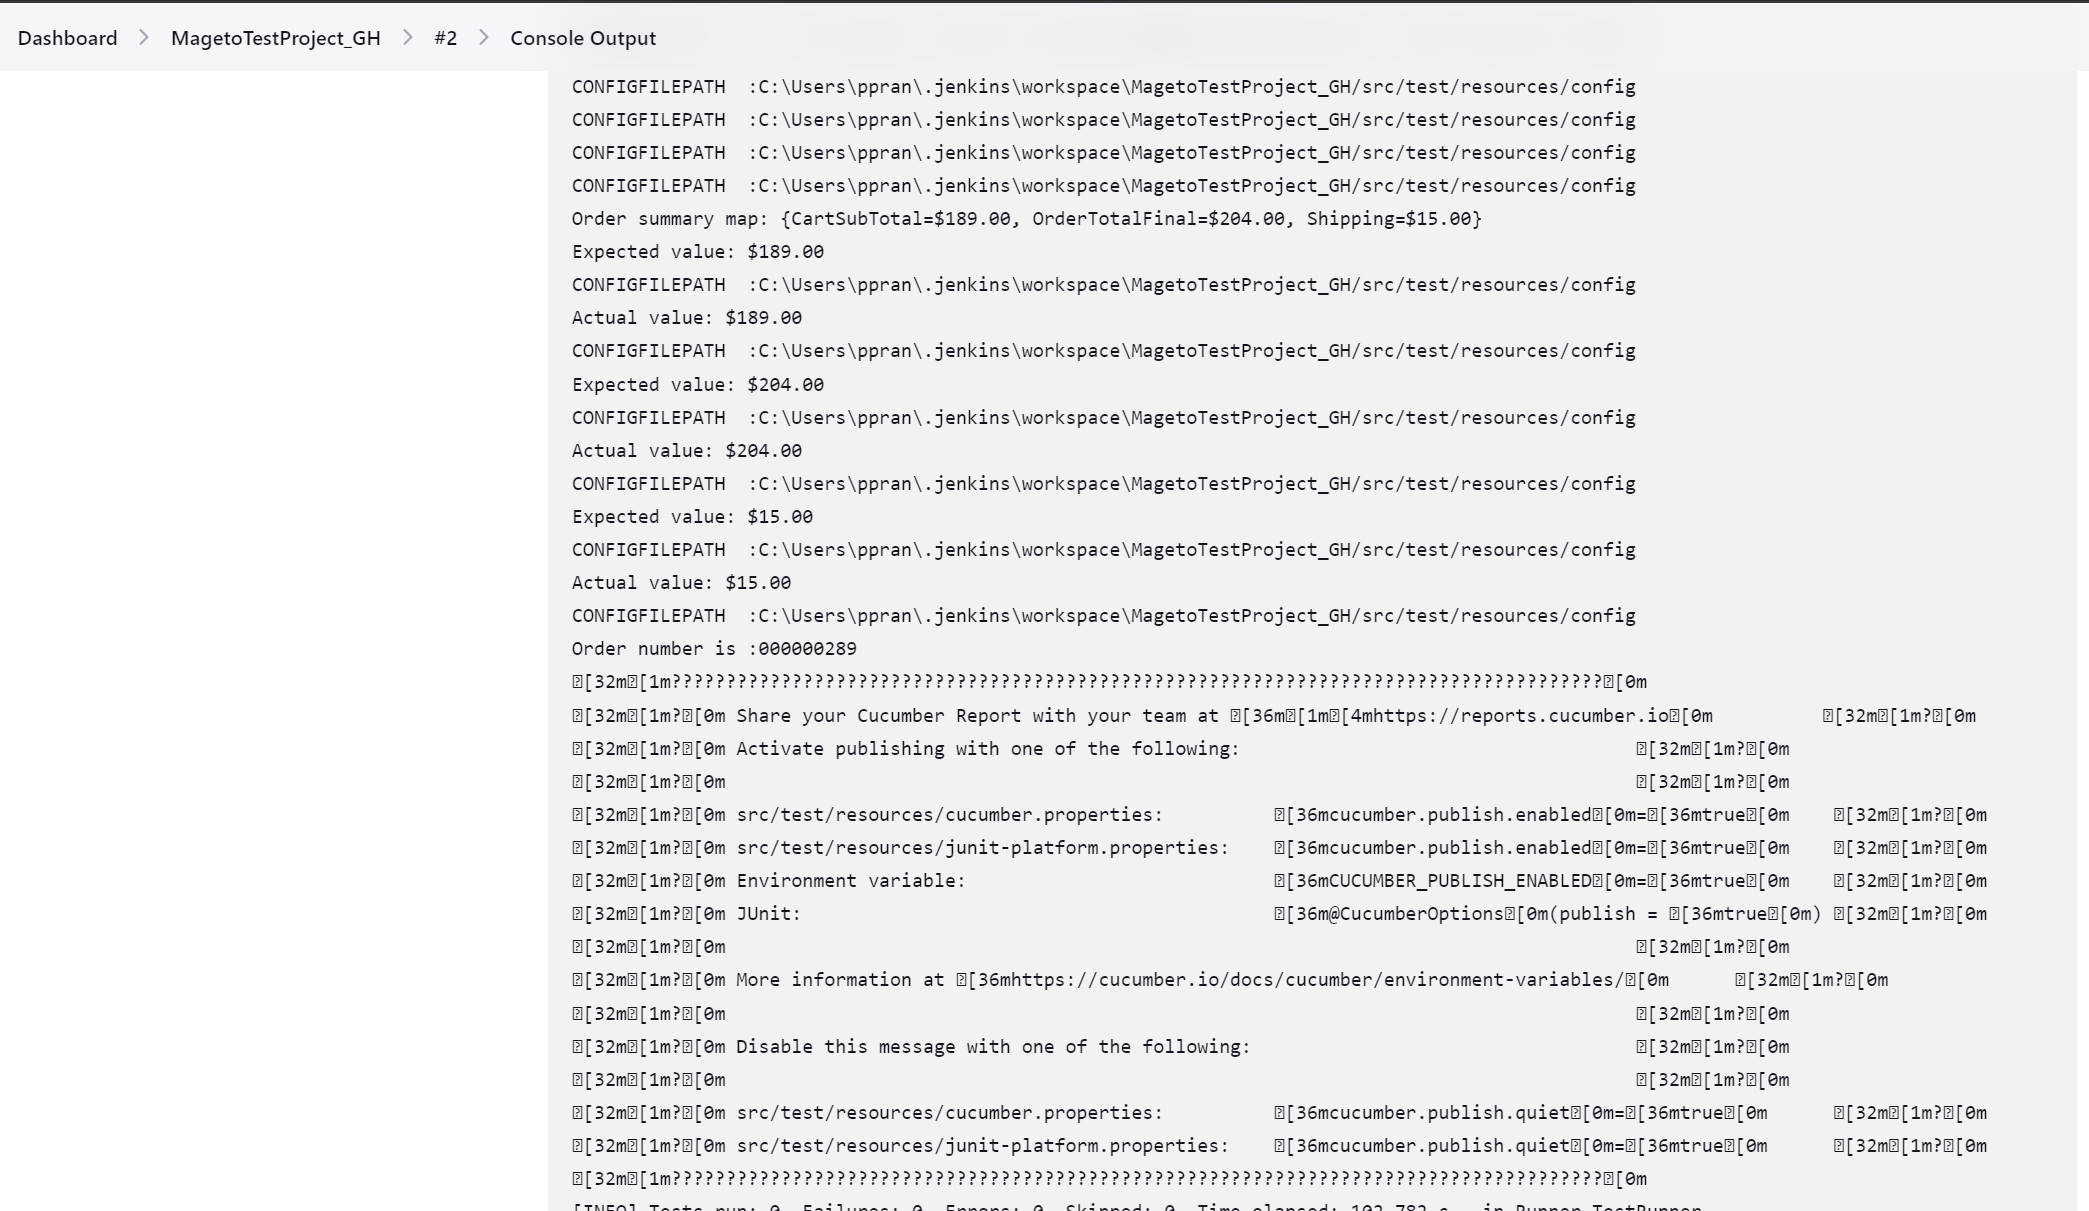 Dashboard > MagetoTestProject_GH > #2 > Console Output
CONFIGFILEPATH  :C:\Users\ppran\.jenkins\workspace\MagetoTestProject_GH/src/test/resources/config
CONFIGFILEPATH  :C:\Users\ppran\.jenkins\workspace\MagetoTestProject_GH/src/test/resources/config
CONFIGFILEPATH  :C:\Users\ppran\.jenkins\workspace\MagetoTestProject_GH/src/test/resources/config
CONFIGFILEPATH  :C:\Users\ppran\.jenkins\workspace\MagetoTestProject_GH/src/test/resources/config
Order summary map: {CartSubTotal=$189.00, OrderTotalFinal=$204.00, Shipping=$15.00}
Expected value: $189.00
CONFIGFILEPATH  :C:\Users\ppran\.jenkins\workspace\MagetoTestProject_GH/src/test/resources/config
Actual value: $189.00
CONFIGFILEPATH  :C:\Users\ppran\.jenkins\workspace\MagetoTestProject_GH/src/test/resources/config
Expected value: $204.00
CONFIGFILEPATH  :C:\Users\ppran\.jenkins\workspace\MagetoTestProject_GH/src/test/resources/config
Actual value: $204.00
CONFIGFILEPATH  :C:\Users\ppran\.jenkins\workspace\MagetoTestProject_GH/src/test/resources/config
Expected value: $15.00
CONFIGFILEPATH  :C:\Users\ppran\.jenkins\workspace\MagetoTestProject_GH/src/test/resources/config
Actual value: $15.00
CONFIGFILEPATH  :C:\Users\ppran\.jenkins\workspace\MagetoTestProject_GH/src/test/resources/config
Order number is :000000289
⍰[32m⍰[1m?????????????????????????????????????????????????????????????????????????????????????⍰[0m
⍰[32m⍰[1m?⍰[0m Share your Cucumber Report with your team at ⍰[36m⍰[1m⍰[4mhttps://reports.cucumber.io⍰[0m          ⍰[32m⍰[1m?⍰[0m
⍰[32m⍰[1m?⍰[0m Activate publishing with one of the following:                                    ⍰[32m⍰[1m?⍰[0m
⍰[32m⍰[1m?⍰[0m                                                                                   ⍰[32m⍰[1m?⍰[0m
⍰[32m⍰[1m?⍰[0m src/test/resources/cucumber.properties:          ⍰[36mcucumber.publish.enabled⍰[0m=⍰[36mtrue⍰[0m    ⍰[32m⍰[1m?⍰[0m
⍰[32m⍰[1m?⍰[0m src/test/resources/junit-platform.properties:    ⍰[36mcucumber.publish.enabled⍰[0m=⍰[36mtrue⍰[0m    ⍰[32m⍰[1m?⍰[0m
⍰[32m⍰[1m?⍰[0m Environment variable:                            ⍰[36mCUCUMBER_PUBLISH_ENABLED⍰[0m=⍰[36mtrue⍰[0m    ⍰[32m⍰[1m?⍰[0m
⍰[32m⍰[1m?⍰[0m JUnit:                                           ⍰[36m@CucumberOptions⍰[0m(publish = ⍰[36mtrue⍰[0m) ⍰[32m⍰[1m?⍰[0m
⍰[32m⍰[1m?⍰[0m                                                                                   ⍰[32m⍰[1m?⍰[0m
⍰[32m⍰[1m?⍰[0m More information at ⍰[36mhttps://cucumber.io/docs/cucumber/environment-variables/⍰[0m      ⍰[32m⍰[1m?⍰[0m
⍰[32m⍰[1m?⍰[0m                                                                                   ⍰[32m⍰[1m?⍰[0m
⍰[32m⍰[1m?⍰[0m Disable this message with one of the following:                                   ⍰[32m⍰[1m?⍰[0m
⍰[32m⍰[1m?⍰[0m                                                                                   ⍰[32m⍰[1m?⍰[0m
⍰[32m⍰[1m?⍰[0m src/test/resources/cucumber.properties:          ⍰[36mcucumber.publish.quiet⍰[0m=⍰[36mtrue⍰[0m      ⍰[32m⍰[1m?⍰[0m
⍰[32m⍰[1m?⍰[0m src/test/resources/junit-platform.properties:    ⍰[36mcucumber.publish.quiet⍰[0m=⍰[36mtrue⍰[0m      ⍰[32m⍰[1m?⍰[0m
⍰[32m⍰[1m?????????????????????????????????????????????????????????????????????????????????????⍰[0m
[INFO] Tests run: 9, Failures: 0, Errors: 0, Skipped: 0, Time elapsed: